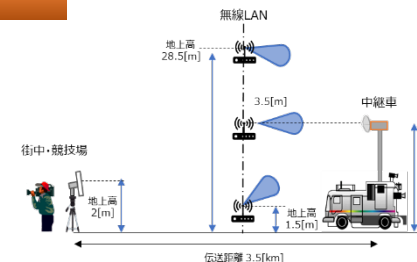 無線LAN
地上高
28.5[m]
3.5[m]
中継車
街中・競技場
地上高
2[m]
地上高
1.5[m]
伝送距離 3.5[km]